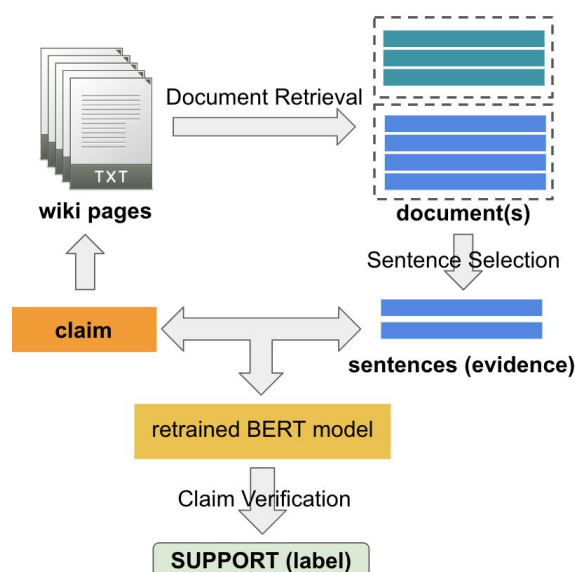 Document Retrieval
TXT
wiki pages
document(s)
Sentence Selection
claim
sentences (evidence)
retrained BERT model
Claim Verification
SUPPORT (label)